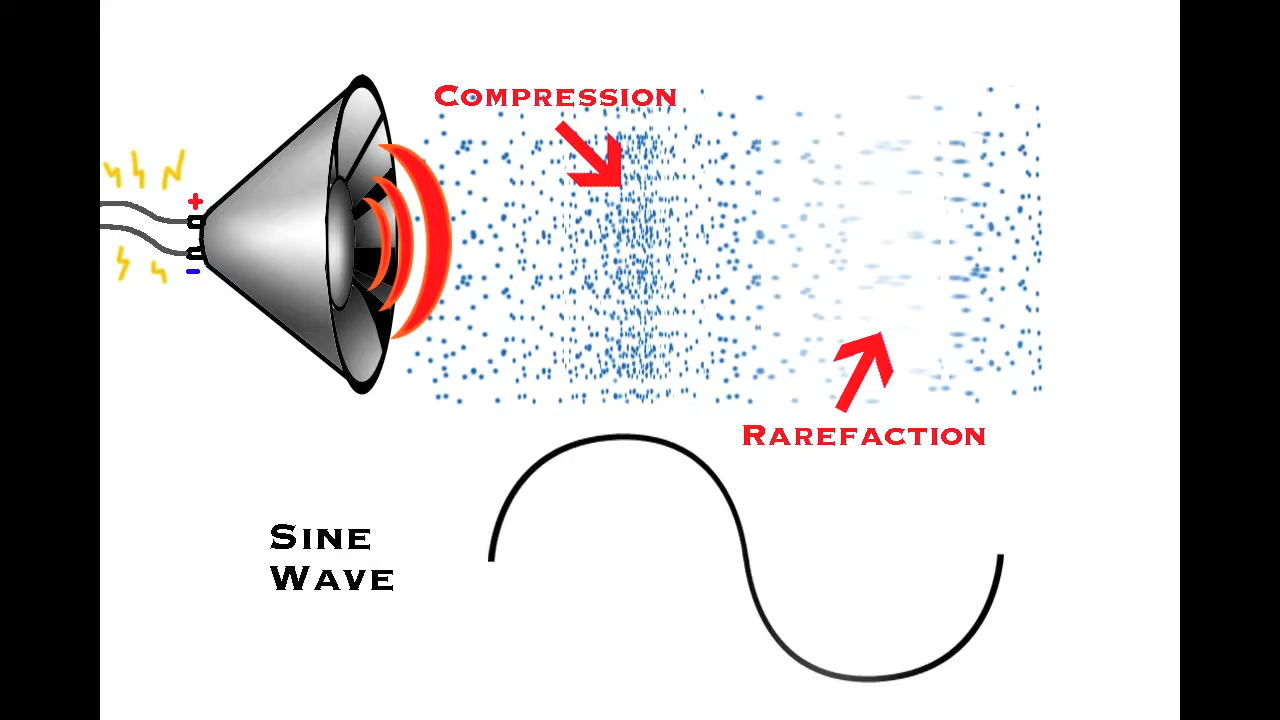 COMPRESSION
+
-
RAREFACTION
SINE
WAVE